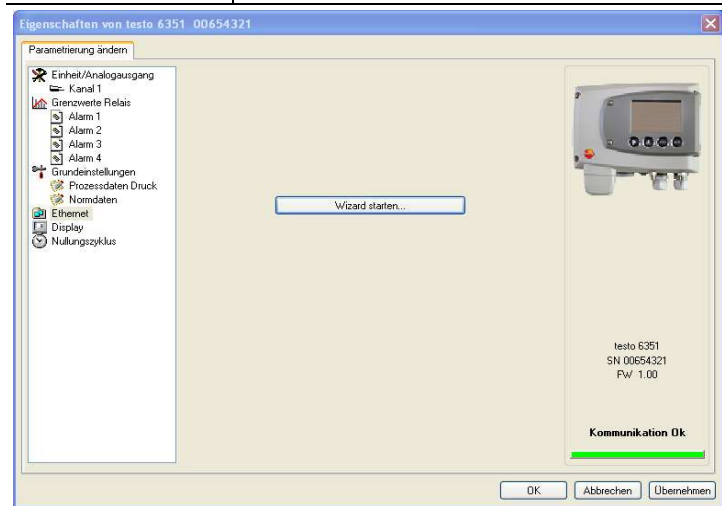 Eigenschaften von testo 6351 00654321
Parametrierung ändern
Einheit/Analogausgang
Kanal 1
Grenzwerte Relais
Alarm 1
Alarm 2
Alarm 3
Alarm 4
Grundeinstellungen
Prozessdaten Druck
Normdaten
Ethernet
Display
Nullungszyklus
Wizard starten...
testo 6351
SN 00654321
FW 1.00
Kommunikation Ok
OK
Abbrechen
Übernehmen